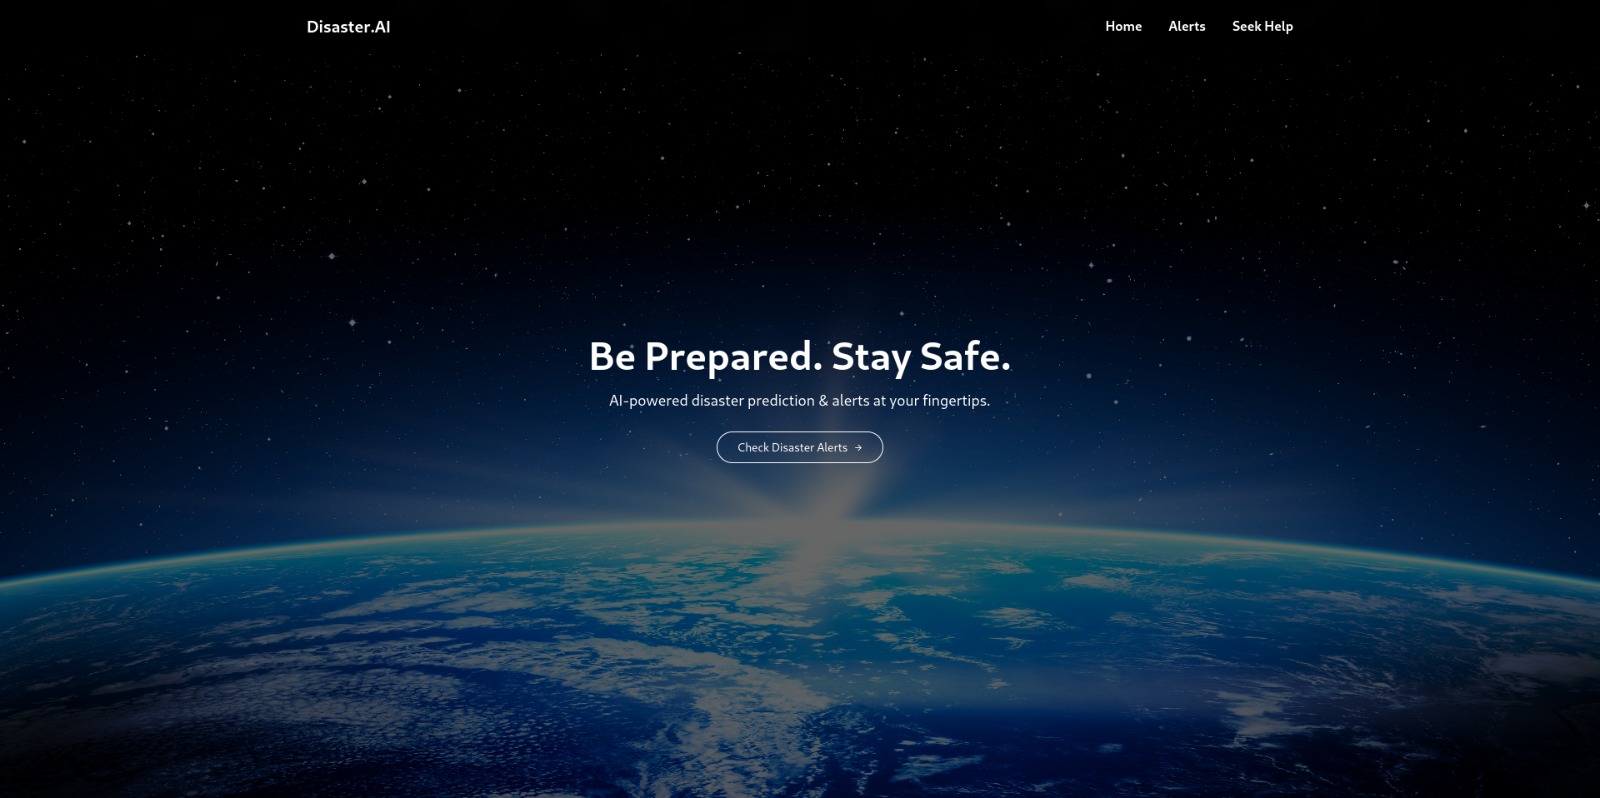 Disaster.AI
Home Alerts Seek Help
Be Prepared. Stay Safe.
AI-powered disaster prediction & alerts at your fingertips.
Check Disaster Alerts →